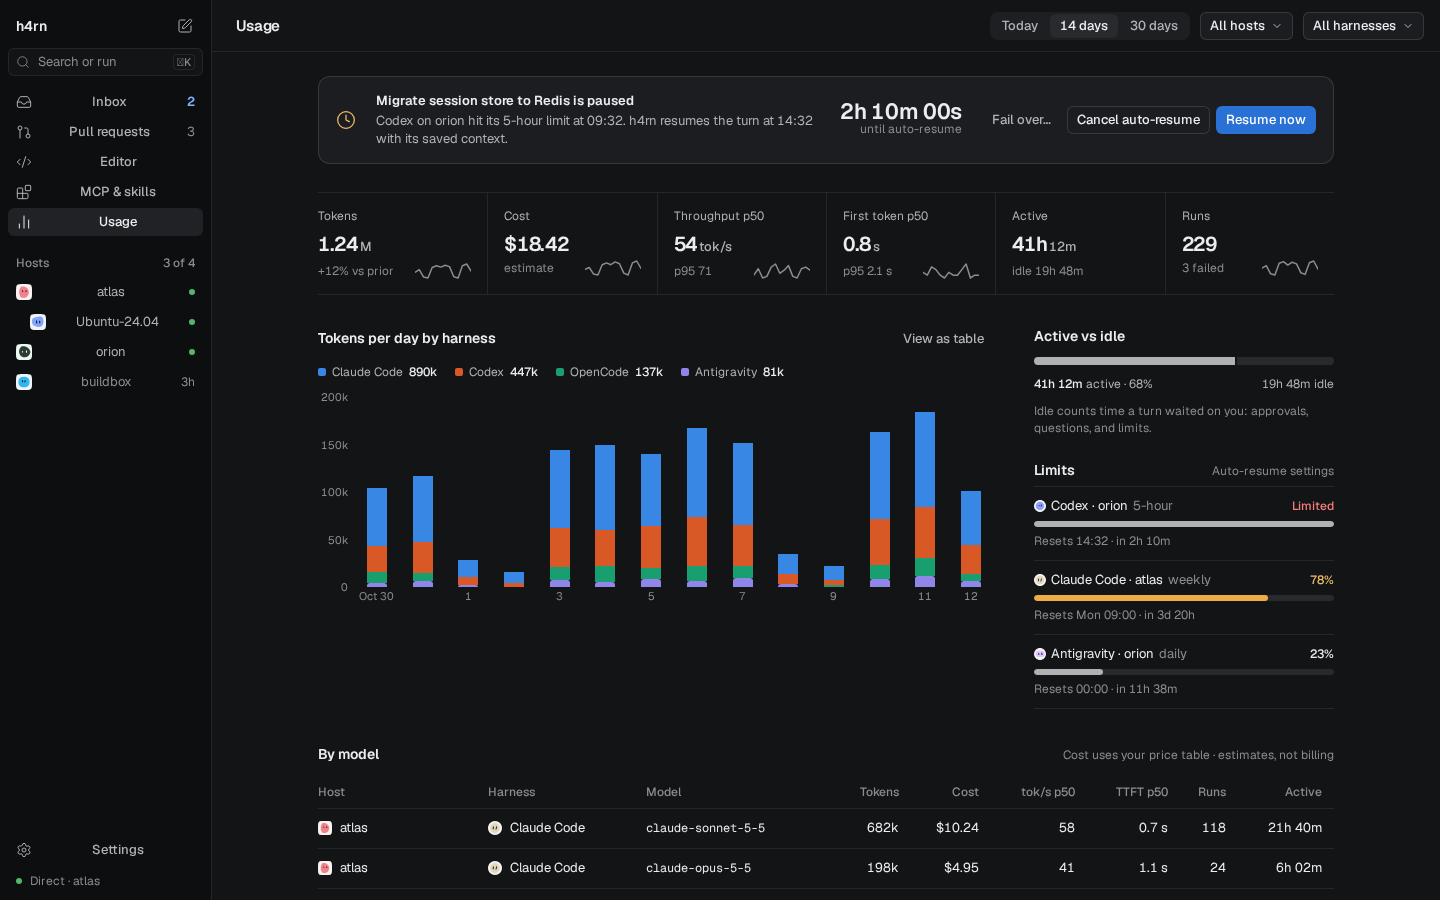 h4rn
Search or run
K
Inbox 2
Pull requests 3
Editor
MCP & skills
Usage
Hosts 3 of 4
atlas
Ubuntu-24.04
orion
buildbox 3h
Settings
Direct · atlas
Usage
Today 14 days 30 days All hosts All harnesses
Migrate session store to Redis is paused
Codex on orion hit its 5-hour limit at 09:32. h4rn resumes the turn at 14:32
with its saved context.
2h 10m 00s
until auto-resume
Fail over... Cancel auto-resume Resume now
Tokens
1.24 M
+12% vs prior
Cost
$18.42
estimate
Throughput p50
54 tok/s
p95 71
First token p50
0.8 s
p95 2.1 s
Active
41h 12m
idle 19h 48m
Runs
229
3 failed
Tokens per day by harness View as table
Claude Code 890k Codex 447k OpenCode 137k Antigravity 81k
200k
150k
100k
50k
0
Oct 30 1 3 5 7 9 11 12
Active vs idle
41h 12m active · 68% 19h 48m idle
Idle counts time a turn waited on you: approvals,
questions, and limits.
Limits Auto-resume settings
Codex · orion 5-hour Limited
Resets 14:32 · in 2h 10m
Claude Code · atlas weekly 78%
Resets Mon 09:00 · in 3d 20h
Antigravity · orion daily 23%
Resets 00:00 · in 11h 38m
By model Cost uses your price table · estimates, not billing
Host Harness Model Tokens Cost tok/s p50 TTFT p50 Runs Active
atlas Claude Code claude-sonnet-5-5 682k $10.24 58 0.7 s 118 21h 40m
atlas Claude Code claude-opus-5-5 198k $4.95 41 1.1 s 24 6h 02m